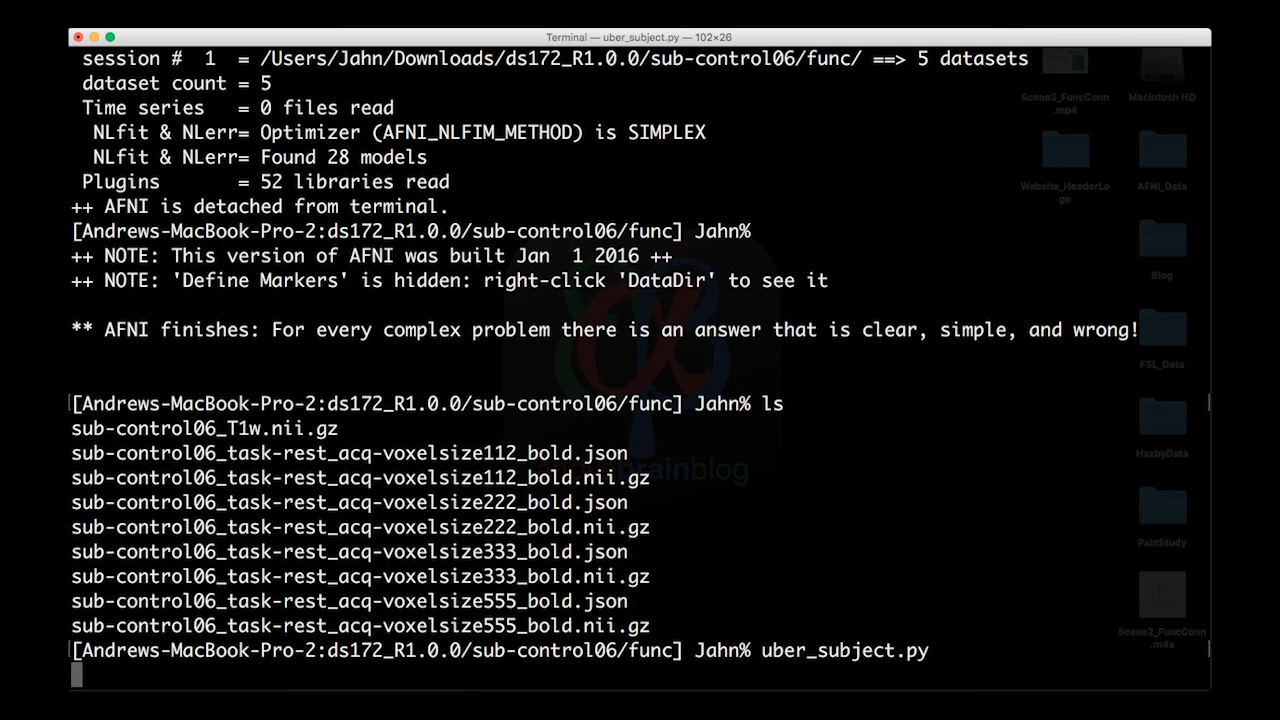 Terminal — uber_subject.py — 102×26
session # 1 = /Users/Jahn/Downloads/ds172_R1.0.0/sub-control06/func/ ==> 5 datasets
dataset count = 5
Time series = 0 files read
NLfit & NLerr= Optimizer (AFNI_NLFIM_METHOD) is SIMPLEX
NLfit & NLerr= Found 28 models
Plugins = 52 libraries read
++ AFNI is detached from terminal.
[Andrews-MacBook-Pro-2:ds172_R1.0.0/sub-control06/func] Jahn%
++ NOTE: This version of AFNI was built Jan 1 2016 ++
++ NOTE: 'Define Markers' is hidden: right-click 'DataDir' to see it
** AFNI finishes: For every complex problem there is an answer that is clear, simple, and wrong!
[Andrews-MacBook-Pro-2:ds172_R1.0.0/sub-control06/func] Jahn% ls
sub-control06_T1w.nii.gz
sub-control06_task-rest_acq-voxelsize112_bold.json
sub-control06_task-rest_acq-voxelsize112_bold.nii.gz
sub-control06_task-rest_acq-voxelsize222_bold.json
sub-control06_task-rest_acq-voxelsize222_bold.nii.gz
sub-control06_task-rest_acq-voxelsize333_bold.json
sub-control06_task-rest_acq-voxelsize333_bold.nii.gz
sub-control06_task-rest_acq-voxelsize555_bold.json
sub-control06_task-rest_acq-voxelsize555_bold.nii.gz
[Andrews-MacBook-Pro-2:ds172_R1.0.0/sub-control06/func] Jahn% uber_subject.py
Scene3_FuncConn
.mp4
Macintosh HD
Website_HeaderLo
go
AFNI_Data
Blog
FSL_Data
HaxbyData
PainStudy
Scene2_FuncConn
.m4a